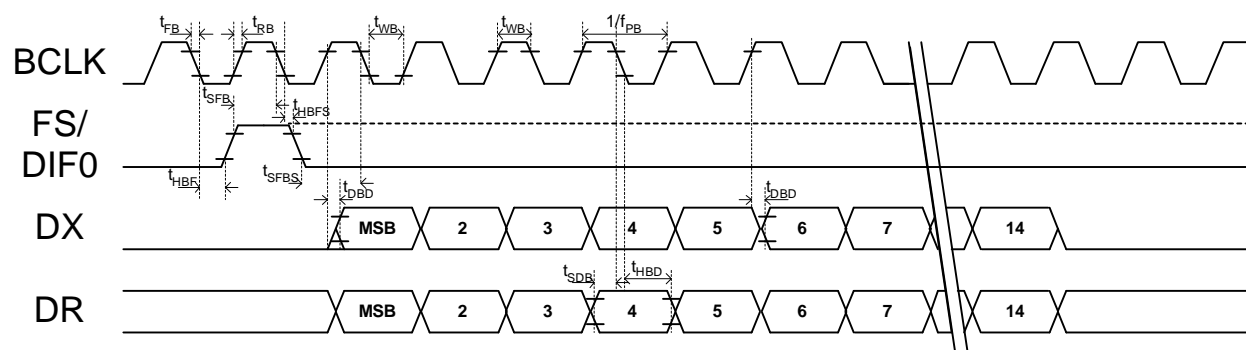 tFB tRB tWB tWB 1/fPB
BCLK
tSFB tHBFS
FS/
DIF0
tHBF tSFBS
tDBD tDBD
DX MSB 2 3 4 5 6 7 14
tSDB tHBD
DR MSB 2 3 4 5 6 7 14